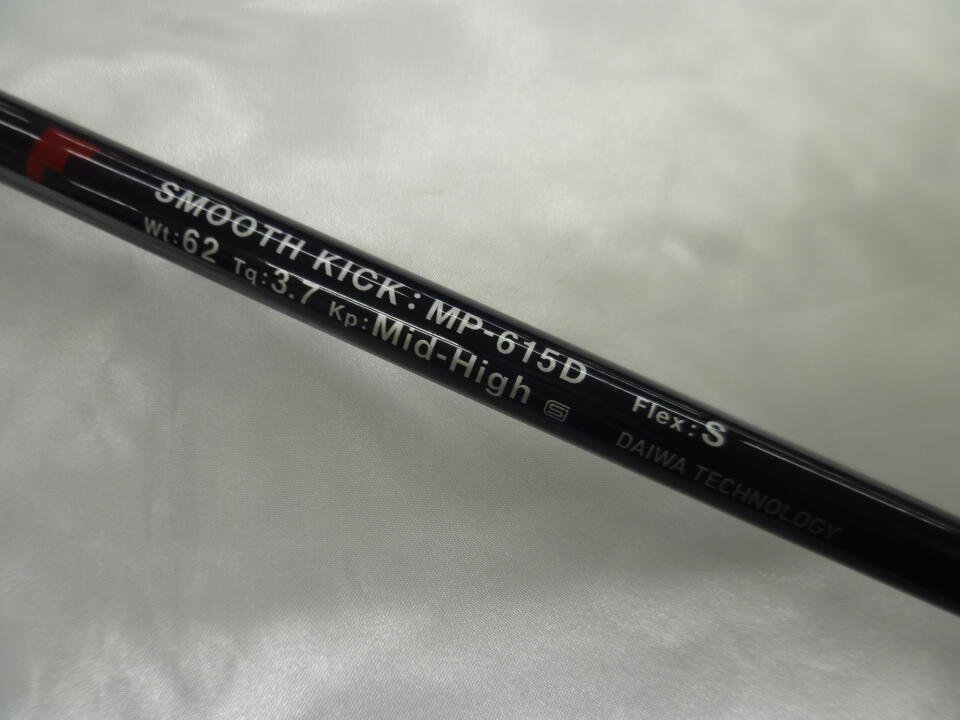 SMOOTH KICK: MP-615D Flex: S
Wt:62 Tq:3.7 Kp:Mid-High
DAIWA TECHNOLOGY